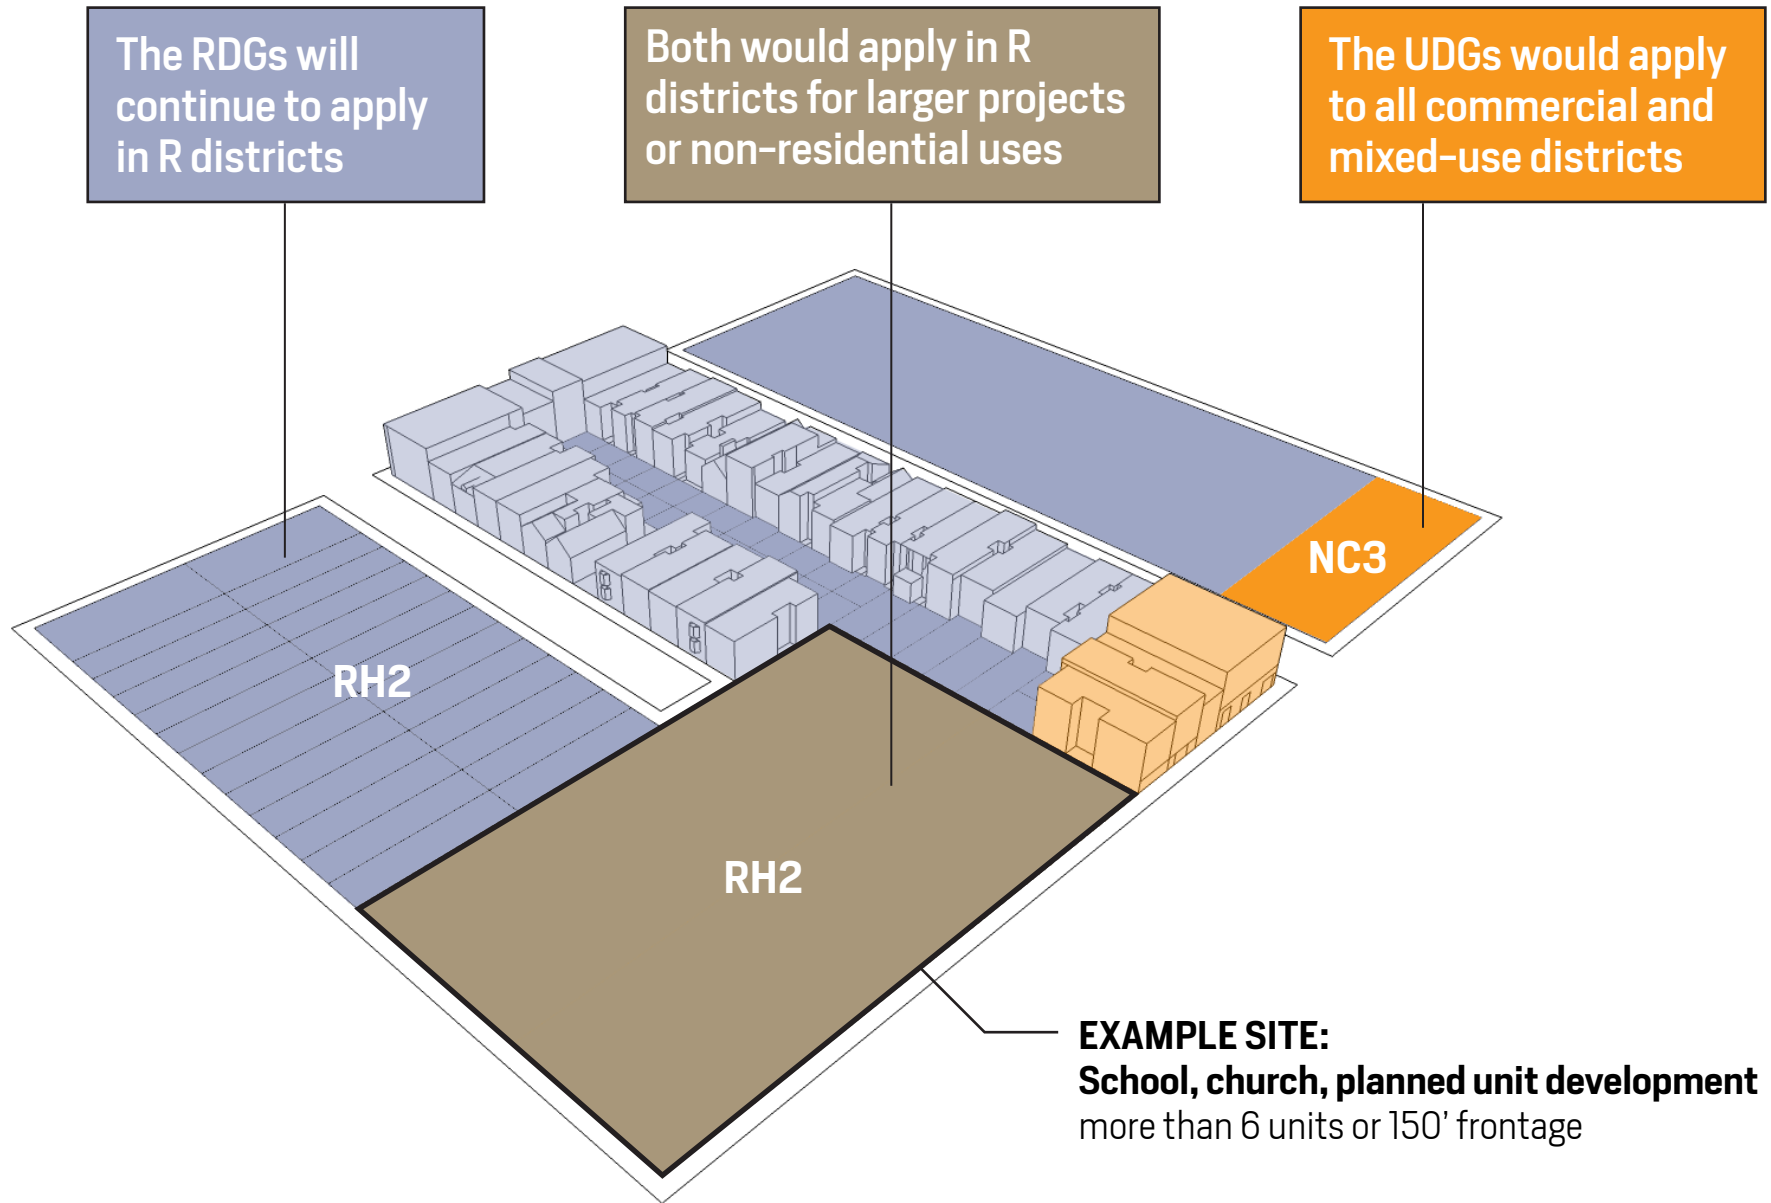 The RDGs will
continue to apply
in R districts
Both would apply in R
districts for larger projects
or non-residential uses
The UDGs would apply
to all commercial and
mixed-use districts
NC3
RH2
RH2
EXAMPLE SITE:
School, church, planned unit development
more than 6 units or 150’ frontage